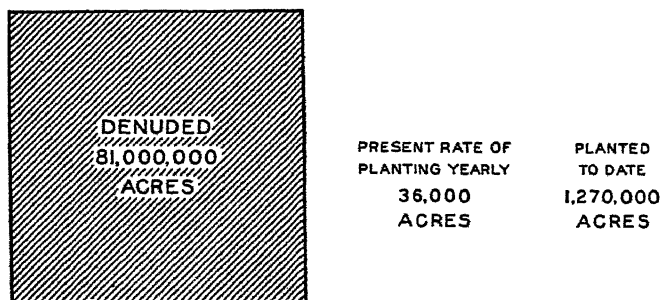 DENUDED
81,000,000
ACRES
PRESENT RATE OF
PLANTING YEARLY
36,000
ACRES
PLANTED
TO DATE
1,270,000
ACRES